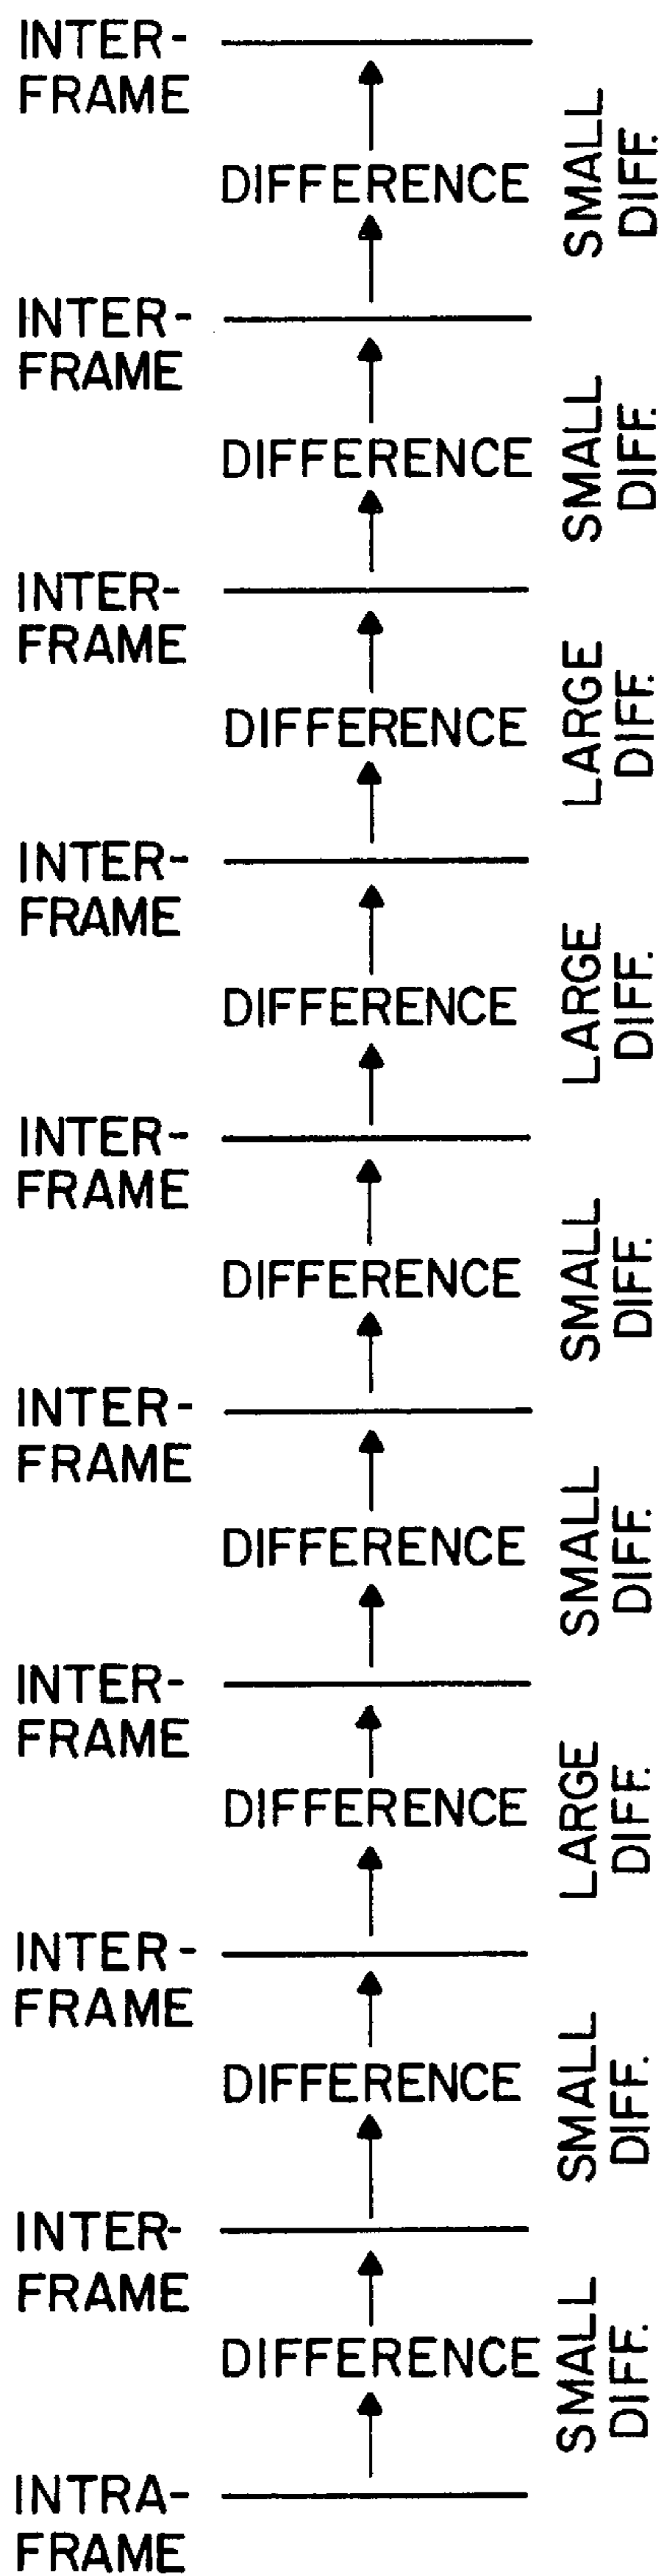 INTER-
FRAME
DIFFERENCE
SMALL
DIFF.
INTER-
FRAME
DIFFERENCE
SMALL
DIFF.
INTER-
FRAME
DIFFERENCE
LARGE
DIFF.
INTER-
FRAME
DIFFERENCE
LARGE
DIFF.
INTER-
FRAME
DIFFERENCE
SMALL
DIFF.
INTER-
FRAME
DIFFERENCE
SMALL
DIFF.
INTER-
FRAME
DIFFERENCE
LARGE
DIFF.
INTER-
FRAME
DIFFERENCE
SMALL
DIFF.
INTER-
FRAME
DIFFERENCE
SMALL
DIFF.
INTRA-
FRAME